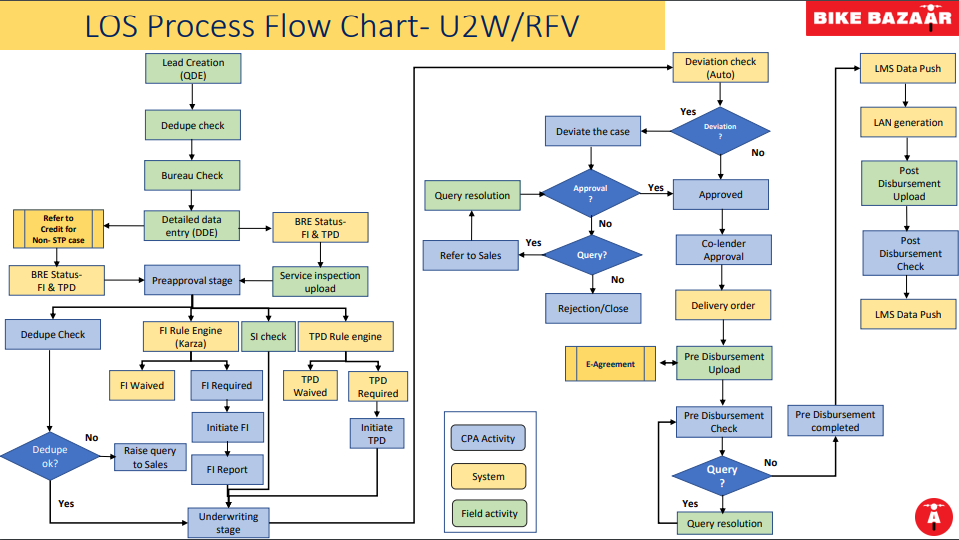 LOS Process Flow Chart- U2W/RFV
BIKE BAZAAR
Lead Creation
(QDE)
Dedupe check
Bureau Check
Detailed data
entry (DDE)
Refer to
Credit for
Non- STP case
BRE Status-
FI & TPD
BRE Status-
FI & TPD
Preapproval stage
Service inspection
upload
Dedupe Check
FI Rule Engine
(Karza)
SI check
TPD Rule engine
FI Waived
FI Required
TPD
Waived
TPD
Required
Initiate FI
Initiate
TPD
Dedupe
ok?
No
Raise query
to Sales
FI Report
Yes
Underwriting
stage
Deviation check
(Auto)
Yes
Deviation
?
No
Deviate the case
Query resolution
Approval
?
Yes
Approved
No
Refer to Sales
Yes
Query?
No
Rejection/Close
Co-lender
Approval
Delivery order
E-Agreement
Pre Disbursement
Upload
Pre Disbursement
Check
Pre Disbursement
completed
Query
?
No
Yes
Query resolution
CPA Activity
System
Field activity
LMS Data Push
LAN generation
Post
Disbursement
Upload
Post
Disbursement
Check
LMS Data Push